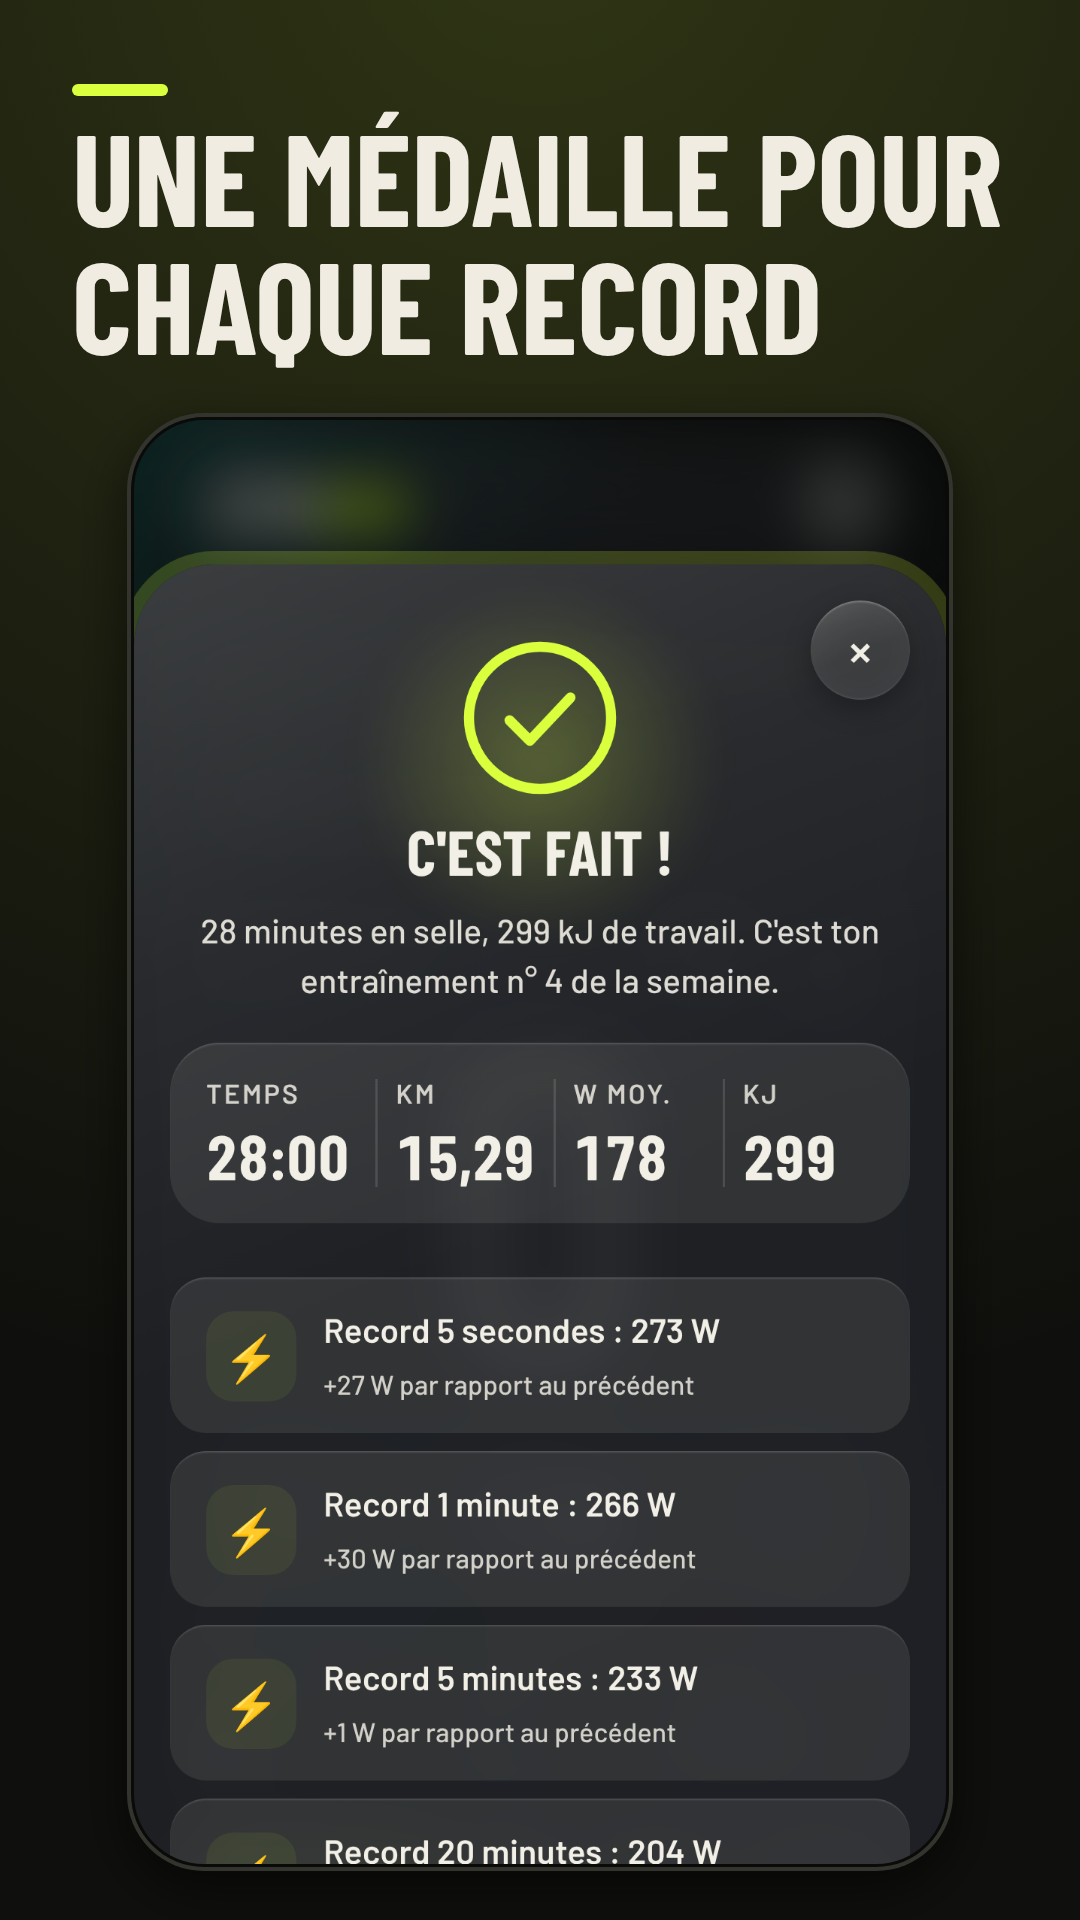 UNE MÉDAILLE POUR
CHAQUE RECORD
×
C'EST FAIT !
28 minutes en selle, 299 kJ de travail. C'est ton
entraînement n° 4 de la semaine.
TEMPS KM W MOY. KJ
28:00 15,29 178 299
Record 5 secondes : 273 W
+27 W par rapport au précédent
Record 1 minute : 266 W
+30 W par rapport au précédent
Record 5 minutes : 233 W
+1 W par rapport au précédent
Record 20 minutes : 204 W